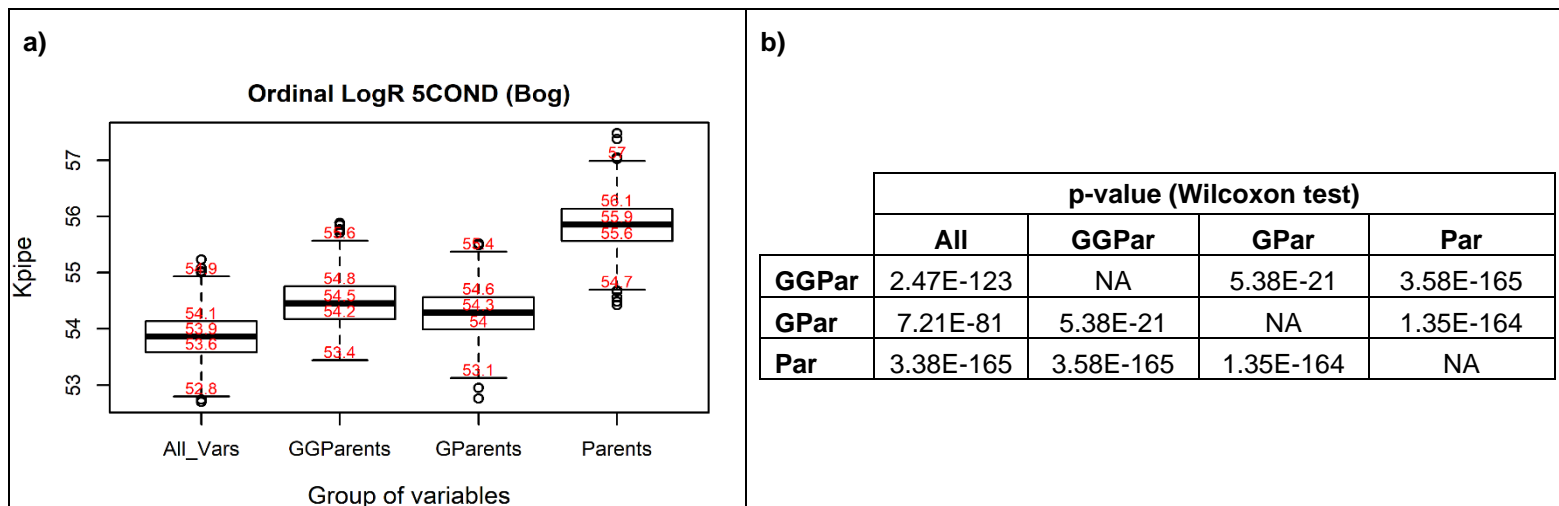 a)
Ordinal LogR 5COND (Bog)
Kpipe
57
56
55
54
53
54.9
54.1
53.9
53.6
52.8
55.6
54.8
54.5
54.2
53.4
55.4
54.6
54.3
54
53.1
57
56.1
55.9
55.6
54.7
All_Vars GGParents GParents Parents
Group of variables
b)
p-value (Wilcoxon test)
All GGPar GPar Par
GGPar 2.47E-123 NA 5.38E-21 3.58E-165
GPar 7.21E-81 5.38E-21 NA 1.35E-164
Par 3.38E-165 3.58E-165 1.35E-164 NA